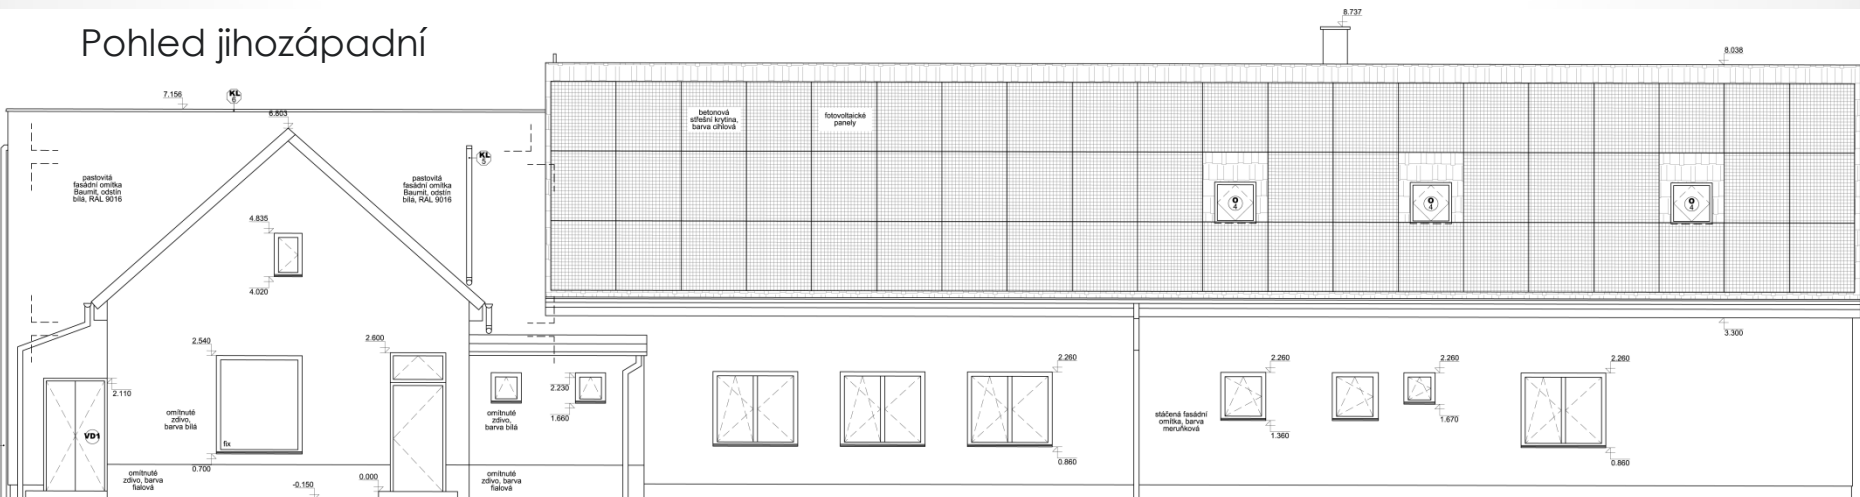 Pohled jihozápadní
8.737
8.038
7.156
KL
6
6.803
betonová
střešní krytina,
barva cihlová
fotovoltaické
panely
KL
5
pastovitá
fasádní omítka
Baumit, odstín
bílá, RAL 9016
pastovitá
fasádní omítka
Baumit, odstín
bílá, RAL 9016
O
4
O
4
O
4
4.835
4.020
3.300
2.540
2.600
2.260
2.260
2.260
2.260
2.110
2.230
1.660
omítnuté
zdivo,
barva bílá
omítnuté
zdivo,
barva bílá
stáčená fasádní
omítka, barva
meruňková
1.670
1.360
VD1
fix
0.700
0.860
0.860
omítnuté
zdivo, barva
fialová
0.000
-0.150
omítnuté
zdivo, barva
fialová